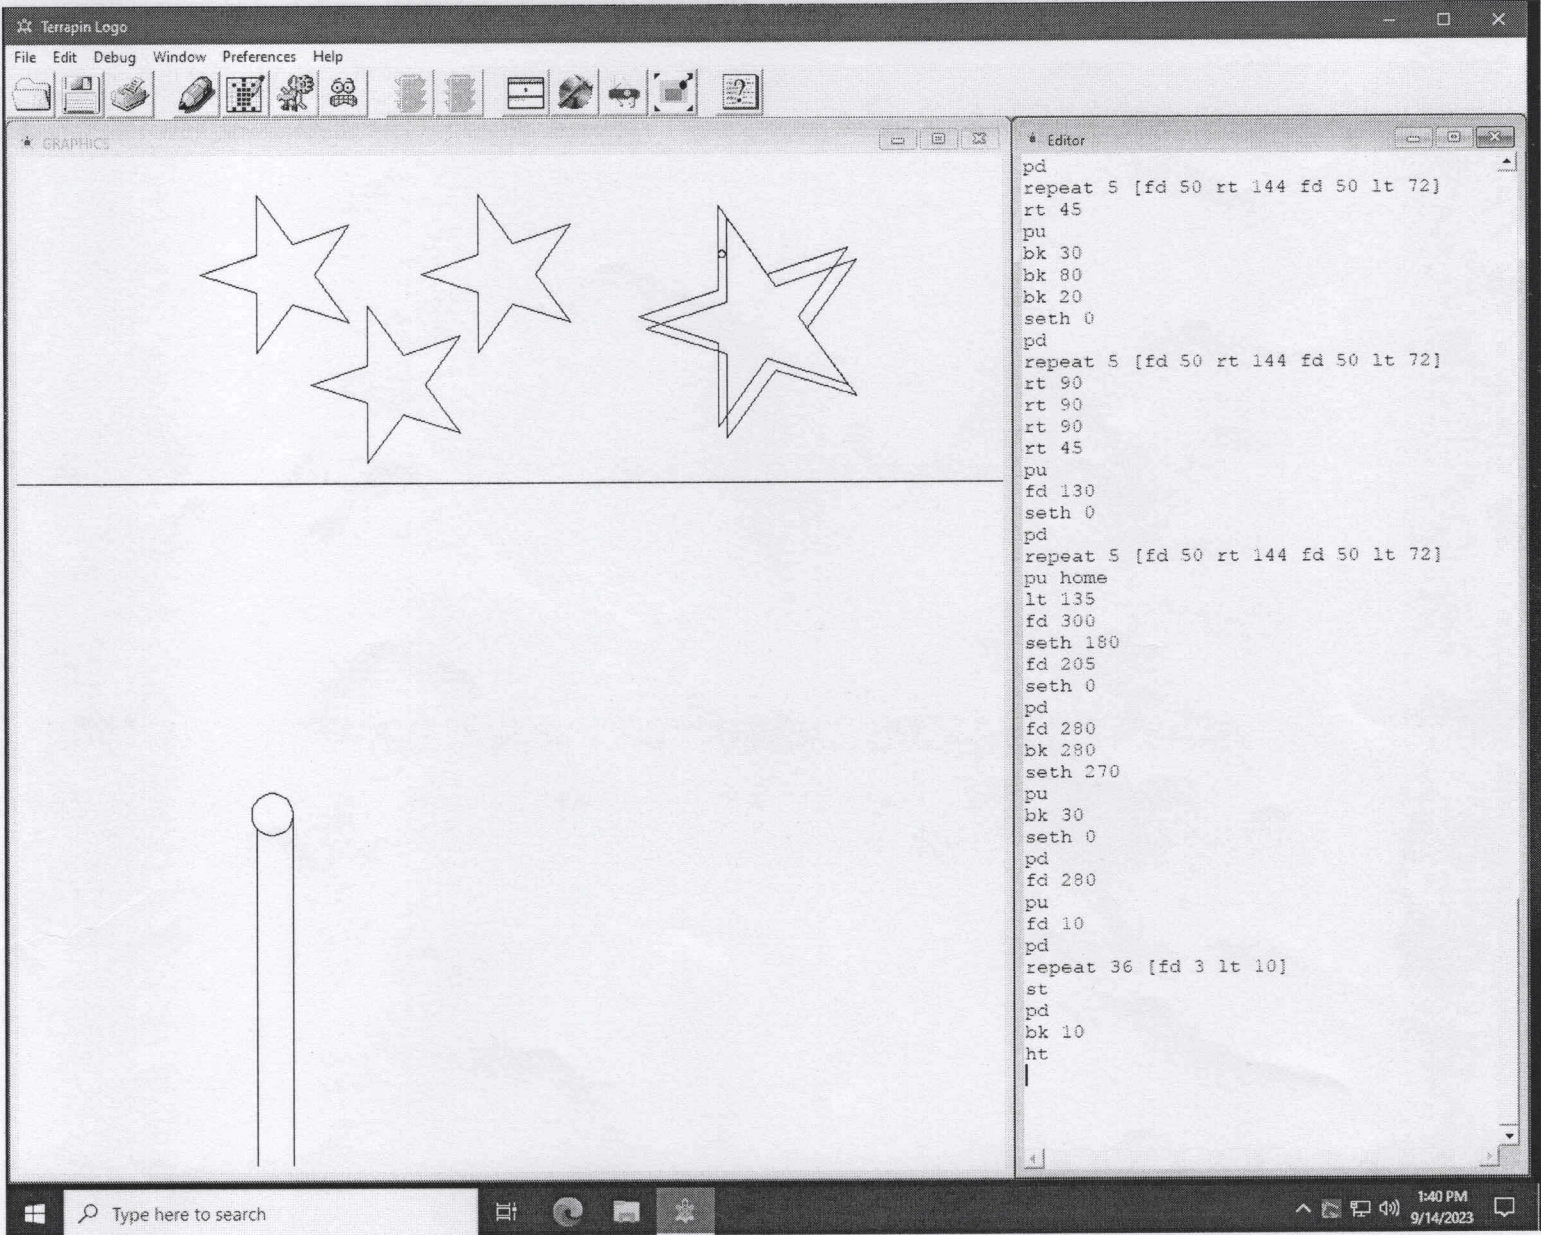 Terrapin Logo
File Edit Debug Window Preferences Help
GRAPHICS
Editor
pd
repeat 5 [fd 50 rt 144 fd 50 lt 72]
rt 45
pu
bk 30
bk 80
bk 20
seth 0
pd
repeat 5 [fd 50 rt 144 fd 50 lt 72]
rt 90
rt 90
rt 90
rt 45
pu
fd 130
seth 0
pd
repeat 5 [fd 50 rt 144 fd 50 lt 72]
pu home
lt 135
fd 300
seth 180
fd 205
seth 0
pd
fd 280
bk 280
seth 270
pu
bk 30
seth 0
pd
fd 280
pu
fd 10
pd
repeat 36 [fd 3 lt 10]
st
pd
bk 10
ht
Type here to search
1:40 PM
9/14/2023